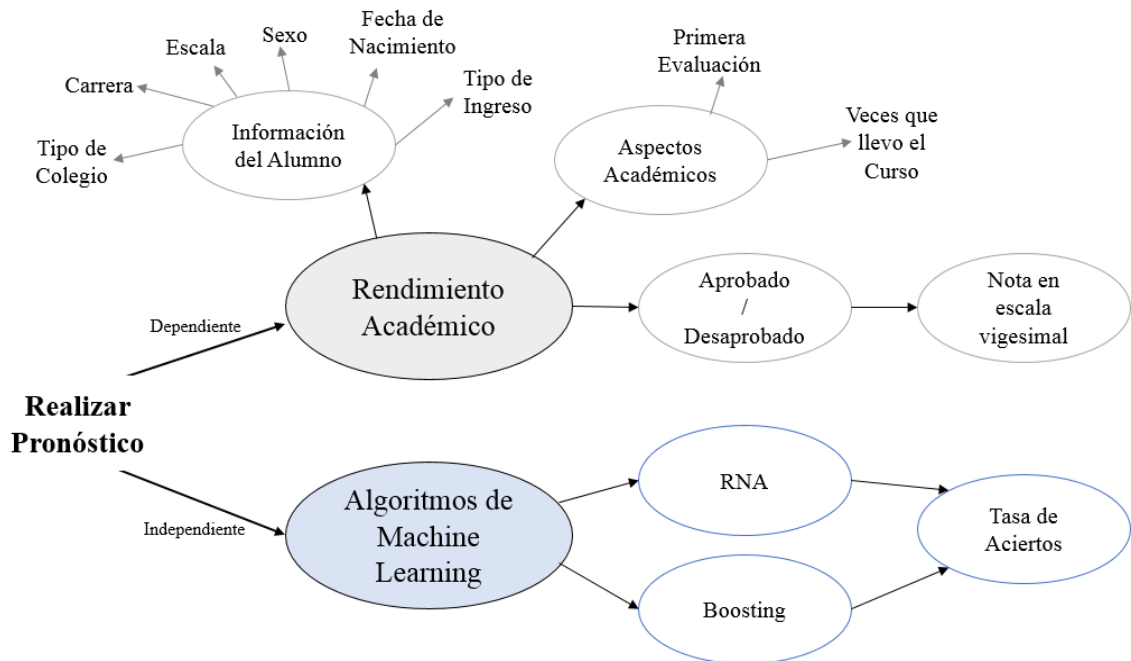 Fecha de
Nacimiento
Sexo
Escala
Carrera
Tipo de
Colegio
Tipo de
Ingreso
Información
del Alumno
Primera
Evaluación
Veces que
llevo el
Curso
Aspectos
Académicos
Rendimiento
Académico
Aprobado
/
Desaprobado
Nota en
escala
vigesimal
Dependiente
Realizar
Pronóstico
Independiente
Algoritmos de
Machine
Learning
RNA
Boosting
Tasa de
Aciertos